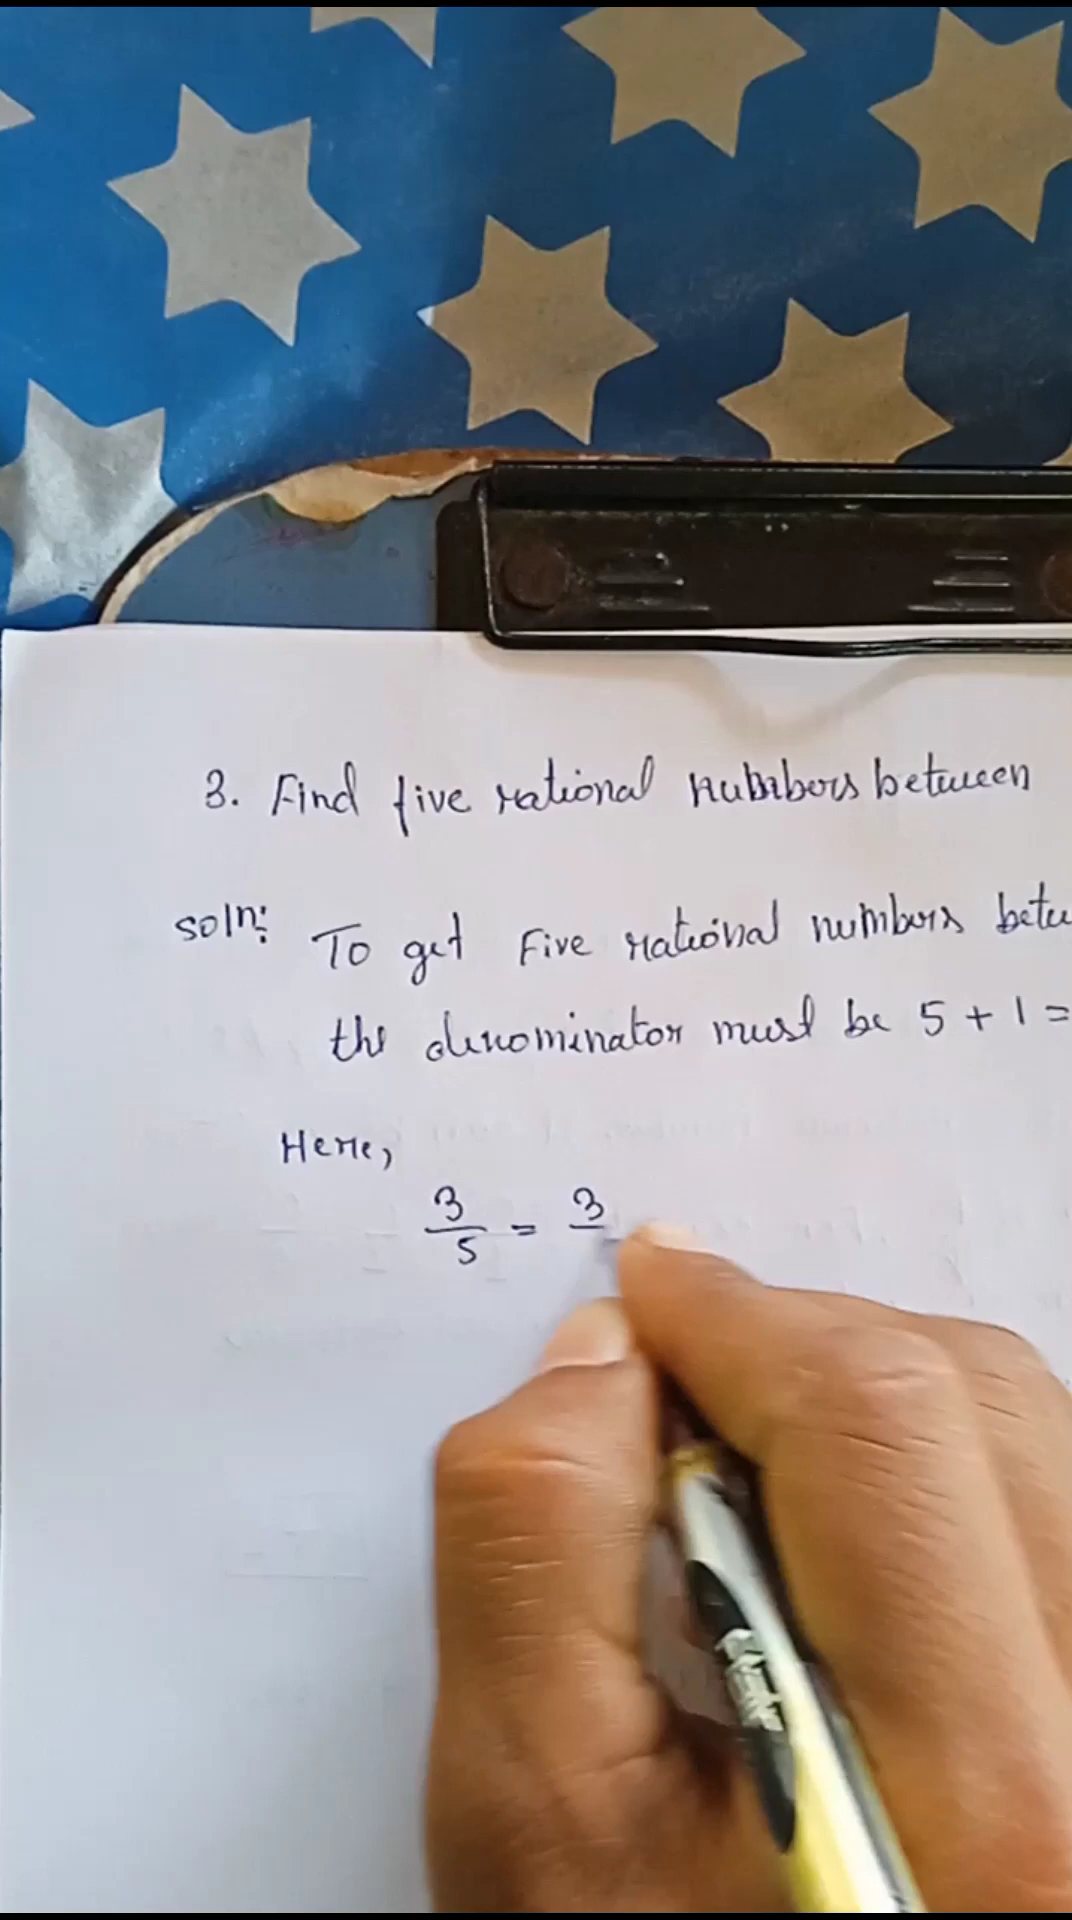 3. Find five rational numbers between
soln: To get Five rational numbers betw
the denominator must be 5 + 1 =
Here,
3/5 = 3